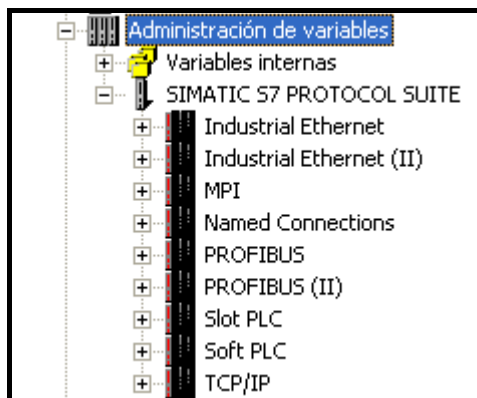 Administración de variables
Variables internas
SIMATIC S7 PROTOCOL SUITE
Industrial Ethernet
Industrial Ethernet (II)
MPI
Named Connections
PROFIBUS
PROFIBUS (II)
Slot PLC
Soft PLC
TCP/IP